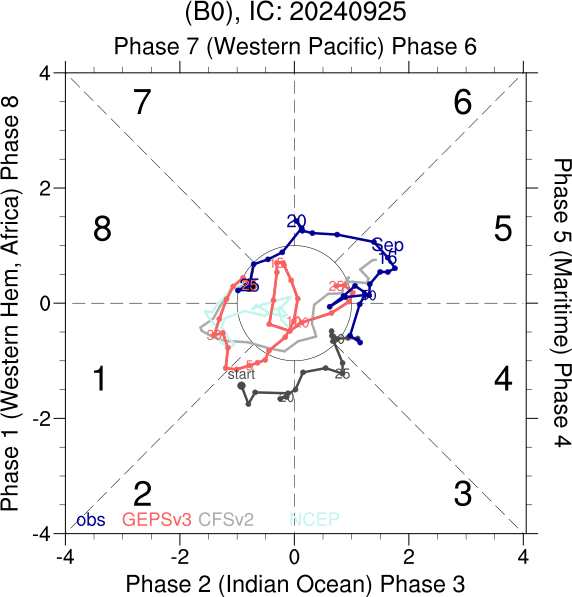 (B0), IC: 20240925
Phase 7 (Western Pacific) Phase 6
Phase 1 (Western Hem, Africa) Phase 8
Phase 5 (Maritime) Phase 4
4
2
0
-2
-4
7
6
8
5
1
4
2
3
20
Sep
15
15
25
25
10
30
5
start
25
20
obs GEPSv3 CFSv2 NCEP
-4 -2 0 2 4
Phase 2 (Indian Ocean) Phase 3